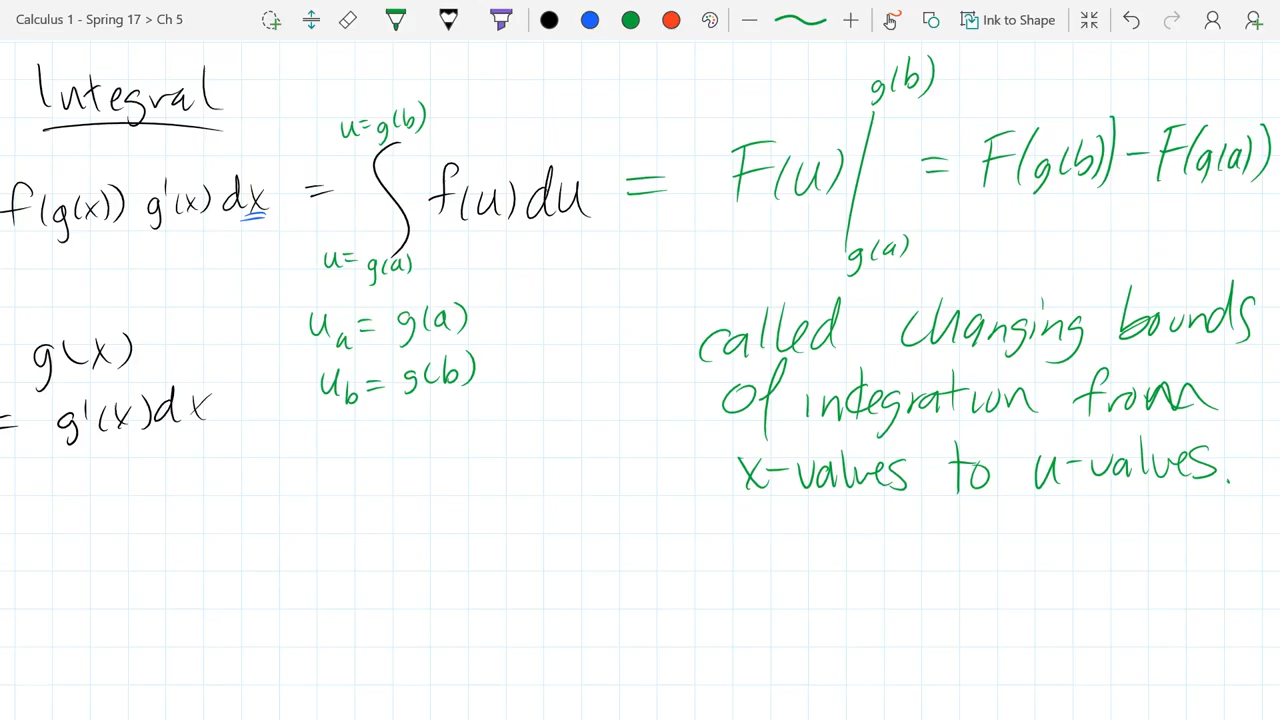 Calculus 1 - Spring 17 > Ch 5
Ink to Shape
Integral
f(g(x)) g'(x) dx = ∫ f(u) du = F(u) | = F(g(b)) - F(g(a))
u = g(b)
u = g(a)
g(b)
g(a)
u_a = g(a)
u_b = g(b)
g(x)
= g'(x)dx
called changing bounds
of integration from
x-values to u-values.